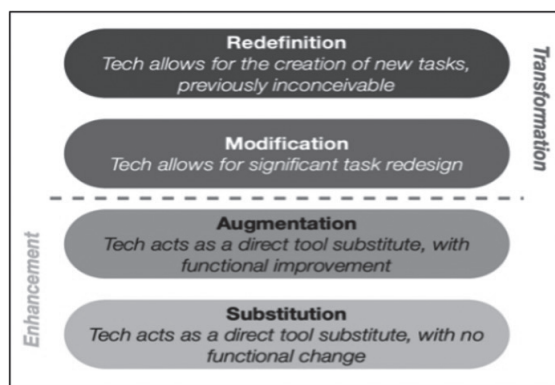 Redefinition
Tech allows for the creation of new tasks,
previously inconceivable
Transformation
Modification
Tech allows for significant task redesign
Augmentation
Tech acts as a direct tool substitute, with
functional improvement
Enhancement
Substitution
Tech acts as a direct tool substitute, with no
functional change